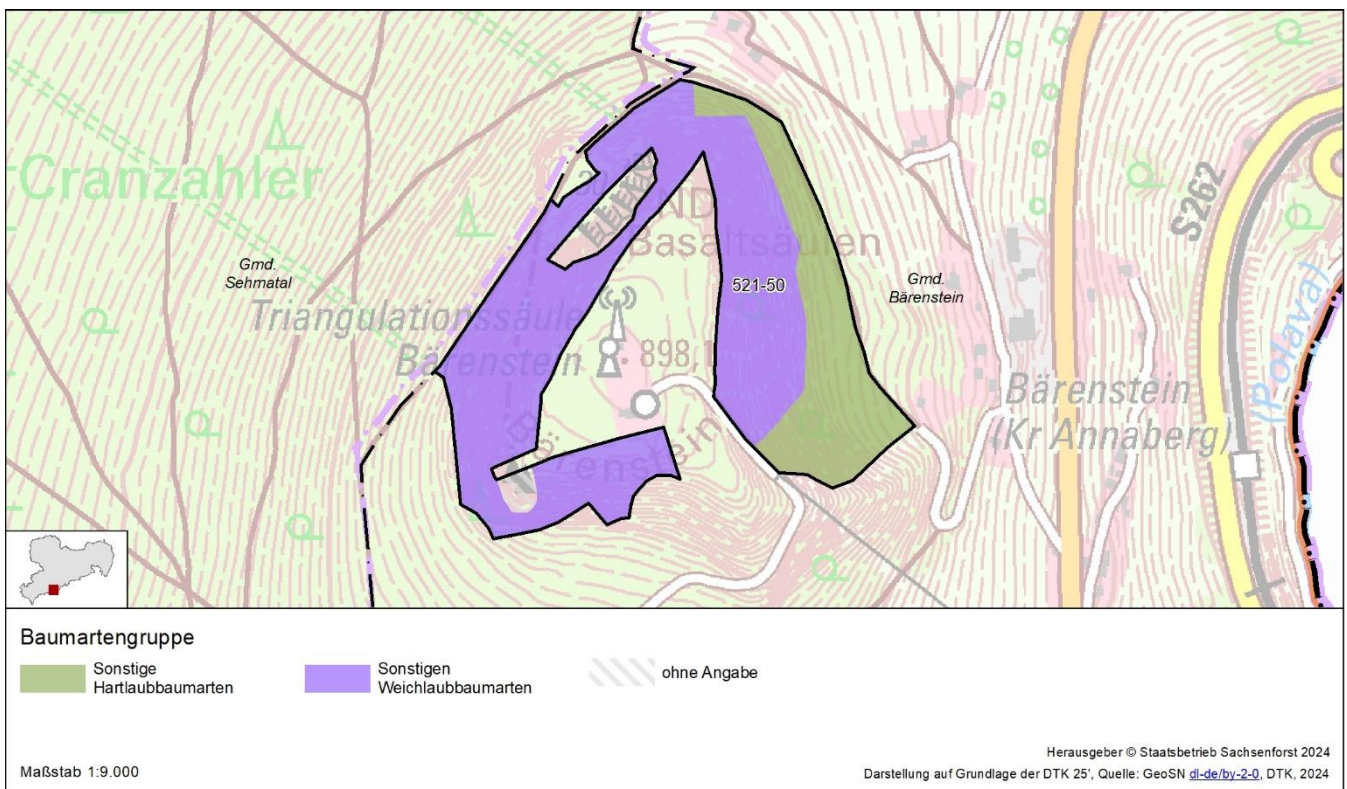 Cranzahler
Gmd.
Sehmatal
ND
Basaltsäulen
Triangulationssäule
Bärenstein
898,1
521-50
Gmd.
Bärenstein
S262
(Polava)
Bärenstein
(Kr Annaberg)
Bärenstein
Baumartengruppe
Sonstige
Hartlaubbaumarten
Sonstigen
Weichlaubbaumarten
ohne Angabe
Maßstab 1:9.000
Herausgeber © Staatsbetrieb Sachsenforst 2024
Darstellung auf Grundlage der DTK 25', Quelle: GeoSN dl-de/by-2-0, DTK, 2024